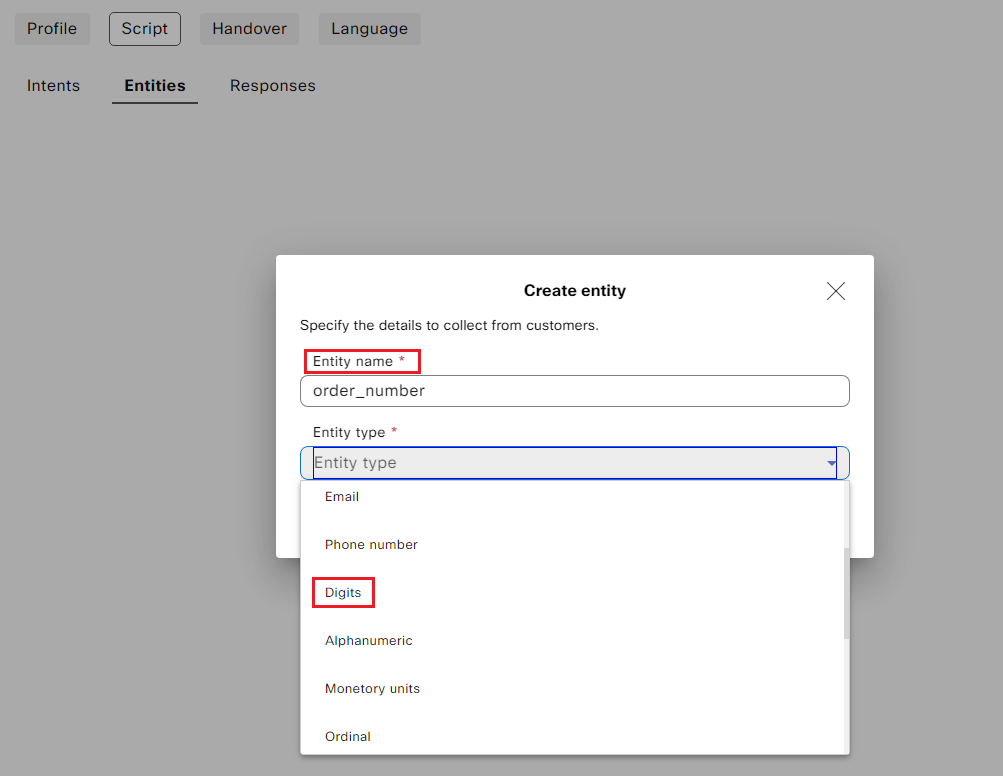 Profile Script Handover Language
Intents Entities Responses
Create entity
Specify the details to collect from customers.
Entity name *
order_number
Entity type *
Entity type
Email
Phone number
Digits
Alphanumeric
Monetory units
Ordinal